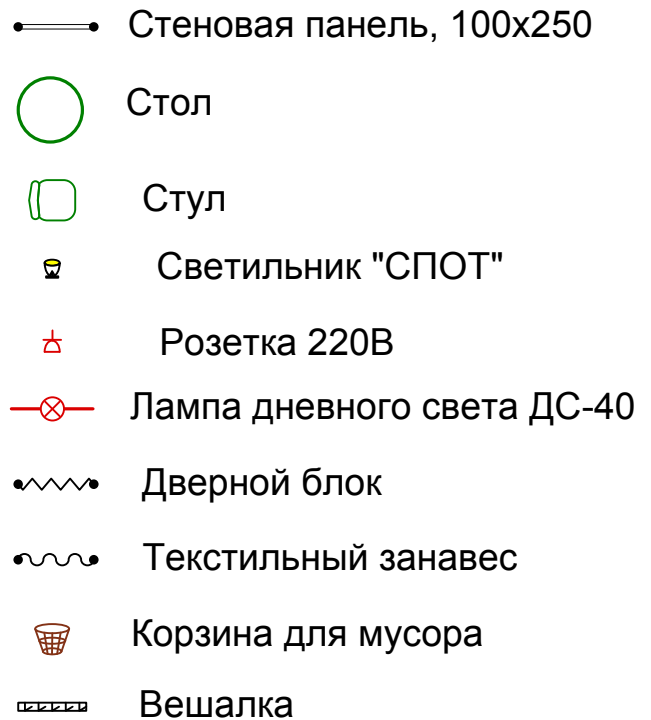 Стеновая панель, 100х250
Стол
Стул
Светильник "СПОТ"
Розетка 220В
Лампа дневного света ДС-40
Дверной блок
Текстильный занавес
Корзина для мусора
Вешалка